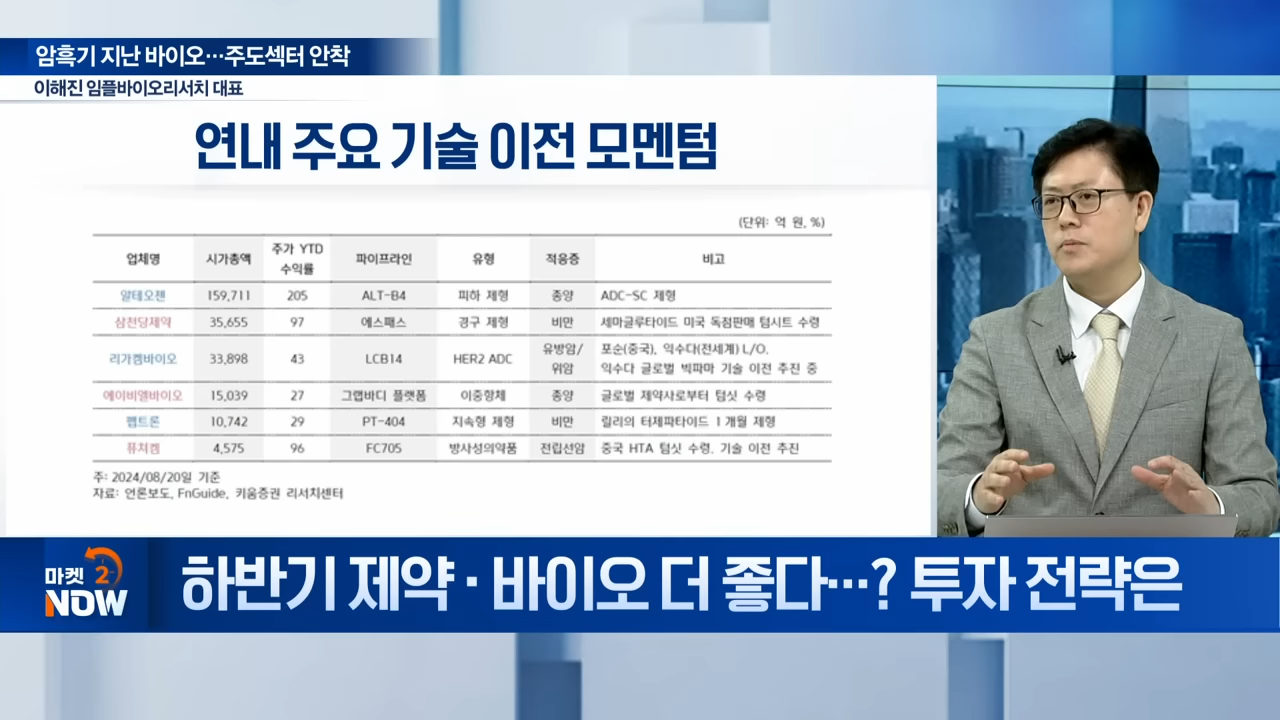 암흑기 지난 바이오…주도섹터 안착
이해진 임플바이오리서치 대표
연내 주요 기술 이전 모멘텀
(단위: 억 원, %)
업체명 시가총액 주가 YTD 수익률 파이프라인 유형 적응증 비고
알테오젠 159,711 205 ALT-B4 피하 제형 종양 ADC-SC 제형
삼천당제약 35,655 97 에스패스 경구 제형 비만 세마글루타이드 미국 독점판매 텀시트 수령
리가켐바이오 33,898 43 LCB14 HER2 ADC 유방암/위암 포순(중국), 익수다(전세계) L/O.
익수다 글로벌 빅파마 기술 이전 추진 중
에이비엘바이오 15,039 27 그랩바디 플랫폼 이중항체 종양 글로벌 제약사로부터 텀싯 수령
펩트론 10,742 29 PT-404 지속형 제형 비만 릴리의 터제파타이드 1개월 제형
퓨쳐켐 4,575 96 FC705 방사성의약품 전립선암 중국 HTA 텀싯 수령. 기술 이전 추진
주: 2024/08/20일 기준
자료: 언론보도, FnGuide, 키움증권 리서치센터
마켓 2
NOW
하반기 제약·바이오 더 좋다…? 투자 전략은